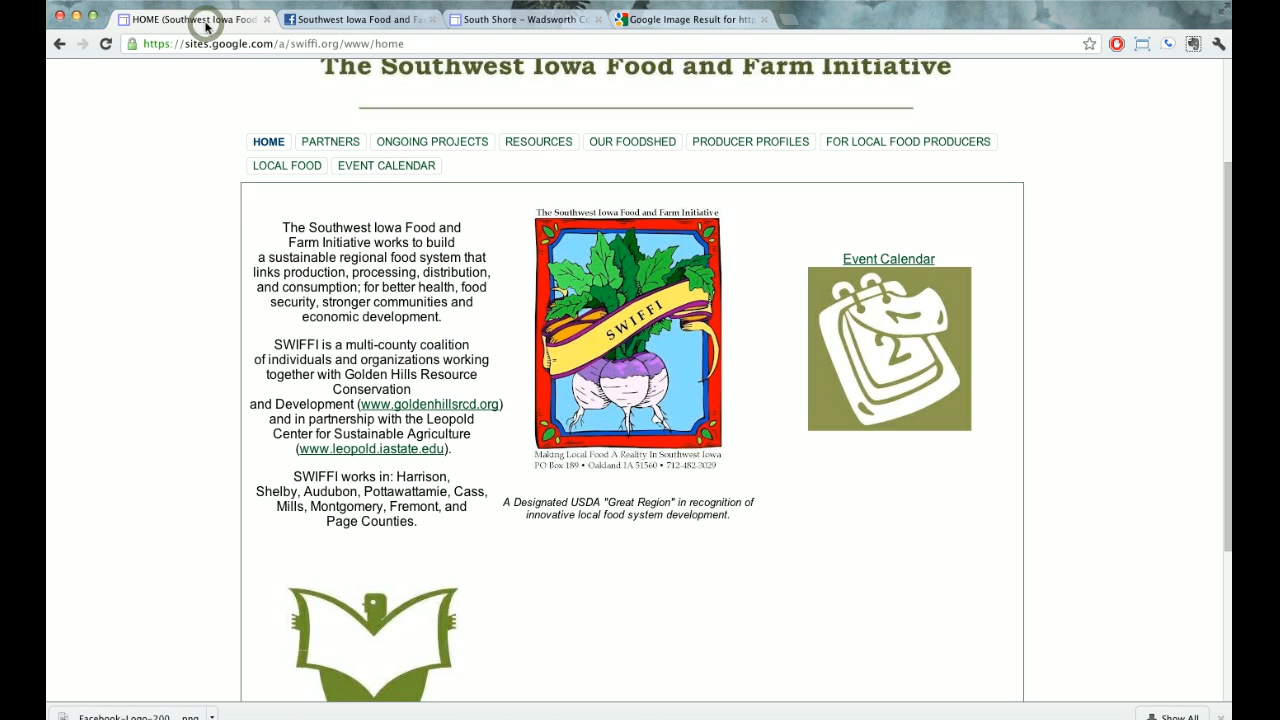 HOME (Southwest Iowa Food
Southwest Iowa Food and Fa
South Shore – Wadsworth C
Google Image Result for htt
https://sites.google.com/a/swiffi.org/www/home
The Southwest Iowa Food and Farm Initiative
HOME PARTNERS ONGOING PROJECTS RESOURCES OUR FOODSHED PRODUCER PROFILES FOR LOCAL FOOD PRODUCERS
LOCAL FOOD EVENT CALENDAR
The Southwest Iowa Food and
Farm Initiative works to build
a sustainable regional food system that
links production, processing, distribution,
and consumption; for better health, food
security, stronger communities and
economic development.
SWIFFI is a multi-county coalition
of individuals and organizations working
together with Golden Hills Resource
Conservation
and Development (www.goldenhillsrcd.org)
and in partnership with the Leopold
Center for Sustainable Agriculture
(www.leopold.iastate.edu).
SWIFFI works in: Harrison,
Shelby, Audubon, Pottawattamie, Cass,
Mills, Montgomery, Fremont, and
Page Counties.
The Southwest Iowa Food and Farm Initiative
SWIFFI
Making Local Food A Reality In Southwest Iowa
PO Box 189 • Oakland IA 51560 • 712-482-3029
A Designated USDA "Great Region" in recognition of
innovative local food system development.
Event Calendar
2
Facebook-Logo-200....png
Show All